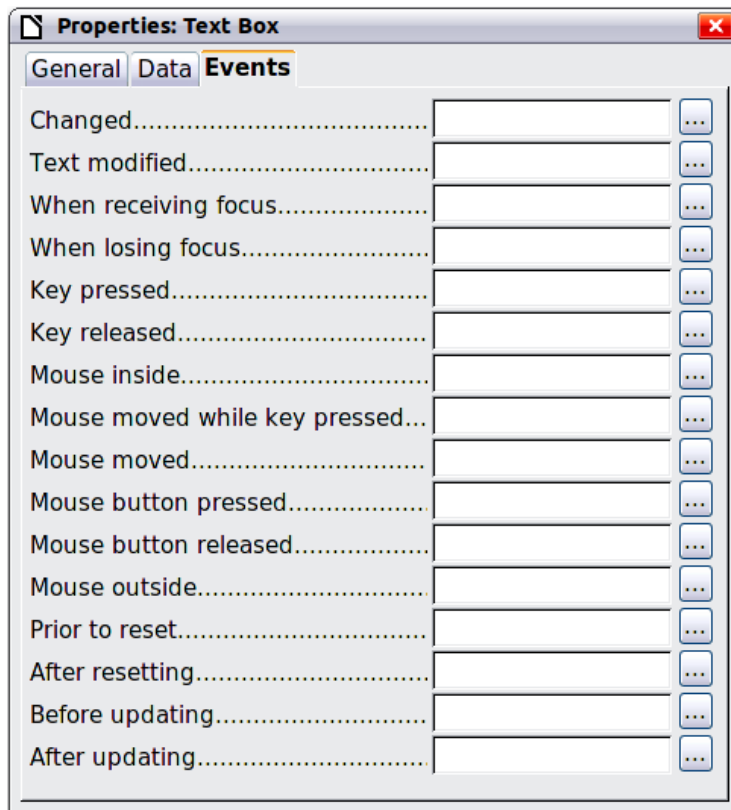 Properties: Text Box
General Data Events
Changed....................................... ...
Text modified................................ ...
When receiving focus.................... ...
When losing focus......................... ...
Key pressed.................................. ...
Key released................................. ...
Mouse inside................................. ...
Mouse moved while key pressed... ...
Mouse moved................................ ...
Mouse button pressed................... ...
Mouse button released.................. ...
Mouse outside............................... ...
Prior to reset................................. ...
After resetting............................... ...
Before updating............................ ...
After updating............................... ...